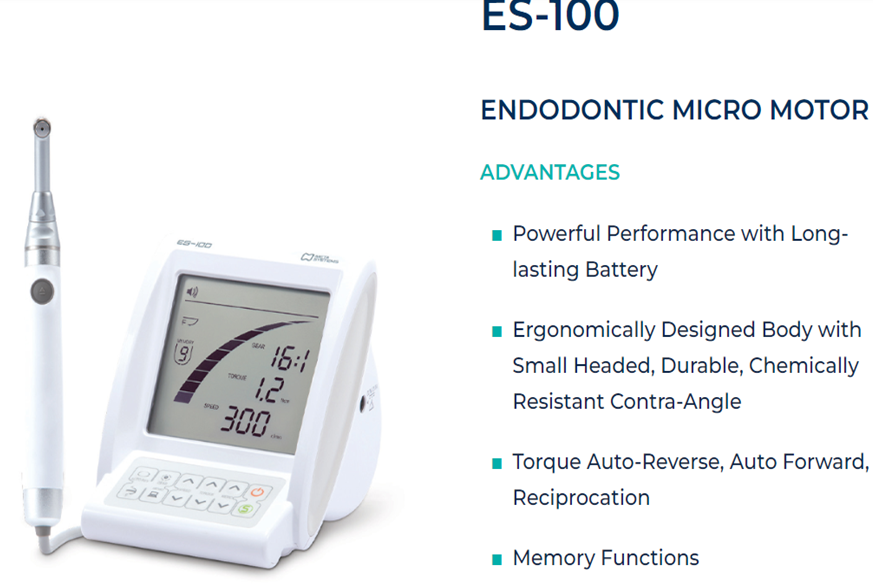 ES-100
ENDODONTIC MICRO MOTOR
ADVANTAGES
■ Powerful Performance with Long-
lasting Battery
■ Ergonomically Designed Body with
Small Headed, Durable, Chemically
Resistant Contra-Angle
■ Torque Auto-Reverse, Auto Forward,
Reciprocation
■ Memory Functions
ES-100
MEMORY
9
GEAR
16:1
TORQUE
1.2
SPEED
300